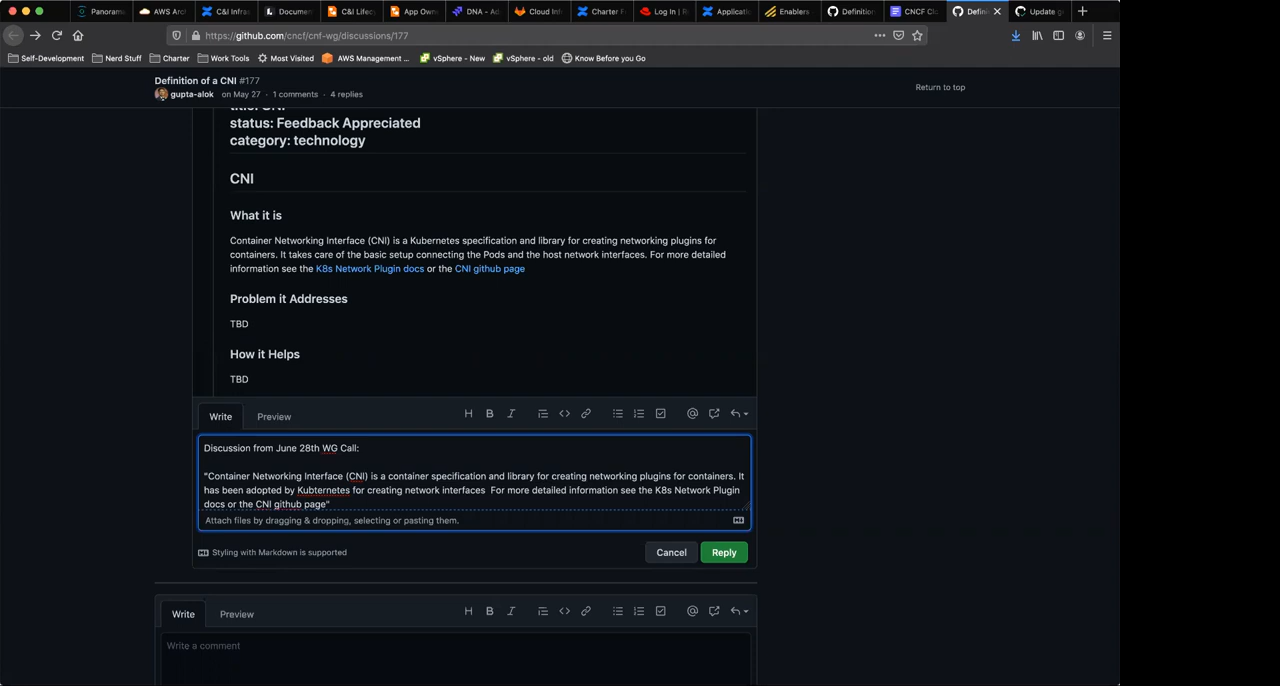 Panoram
AWS Arc
C&I Infra
Documen
C&I Lifec
App Own
DNA - Ad
Cloud Inf
Charter F
Log In | R
Applicati
Enablers
Definition
CNCF Cl
Defini
Update g
https://github.com/cncf/cnf-wg/discussions/177
Self-Development
Nerd Stuff
Charter
Work Tools
Most Visited
AWS Management ...
vSphere - New
vSphere - old
Know Before you Go
Definition of a CNI #177
gupta-alok on May 27 · 1 comments · 4 replies
Return to top
title: CNI
status: Feedback Appreciated
category: technology
CNI
What it is
Container Networking Interface (CNI) is a Kubernetes specification and library for creating networking plugins for
containers. It takes care of the basic setup connecting the Pods and the host network interfaces. For more detailed
information see the K8s Network Plugin docs or the CNI github page
Problem it Addresses
TBD
How it Helps
TBD
Write Preview
Discussion from June 28th WG Call:
"Container Networking Interface (CNI) is a container specification and library for creating networking plugins for containers. It
has been adopted by Kubternetes for creating network interfaces  For more detailed information see the K8s Network Plugin
docs or the CNI github page"
Attach files by dragging & dropping, selecting or pasting them.
Styling with Markdown is supported
Cancel
Reply
Write Preview
Write a comment